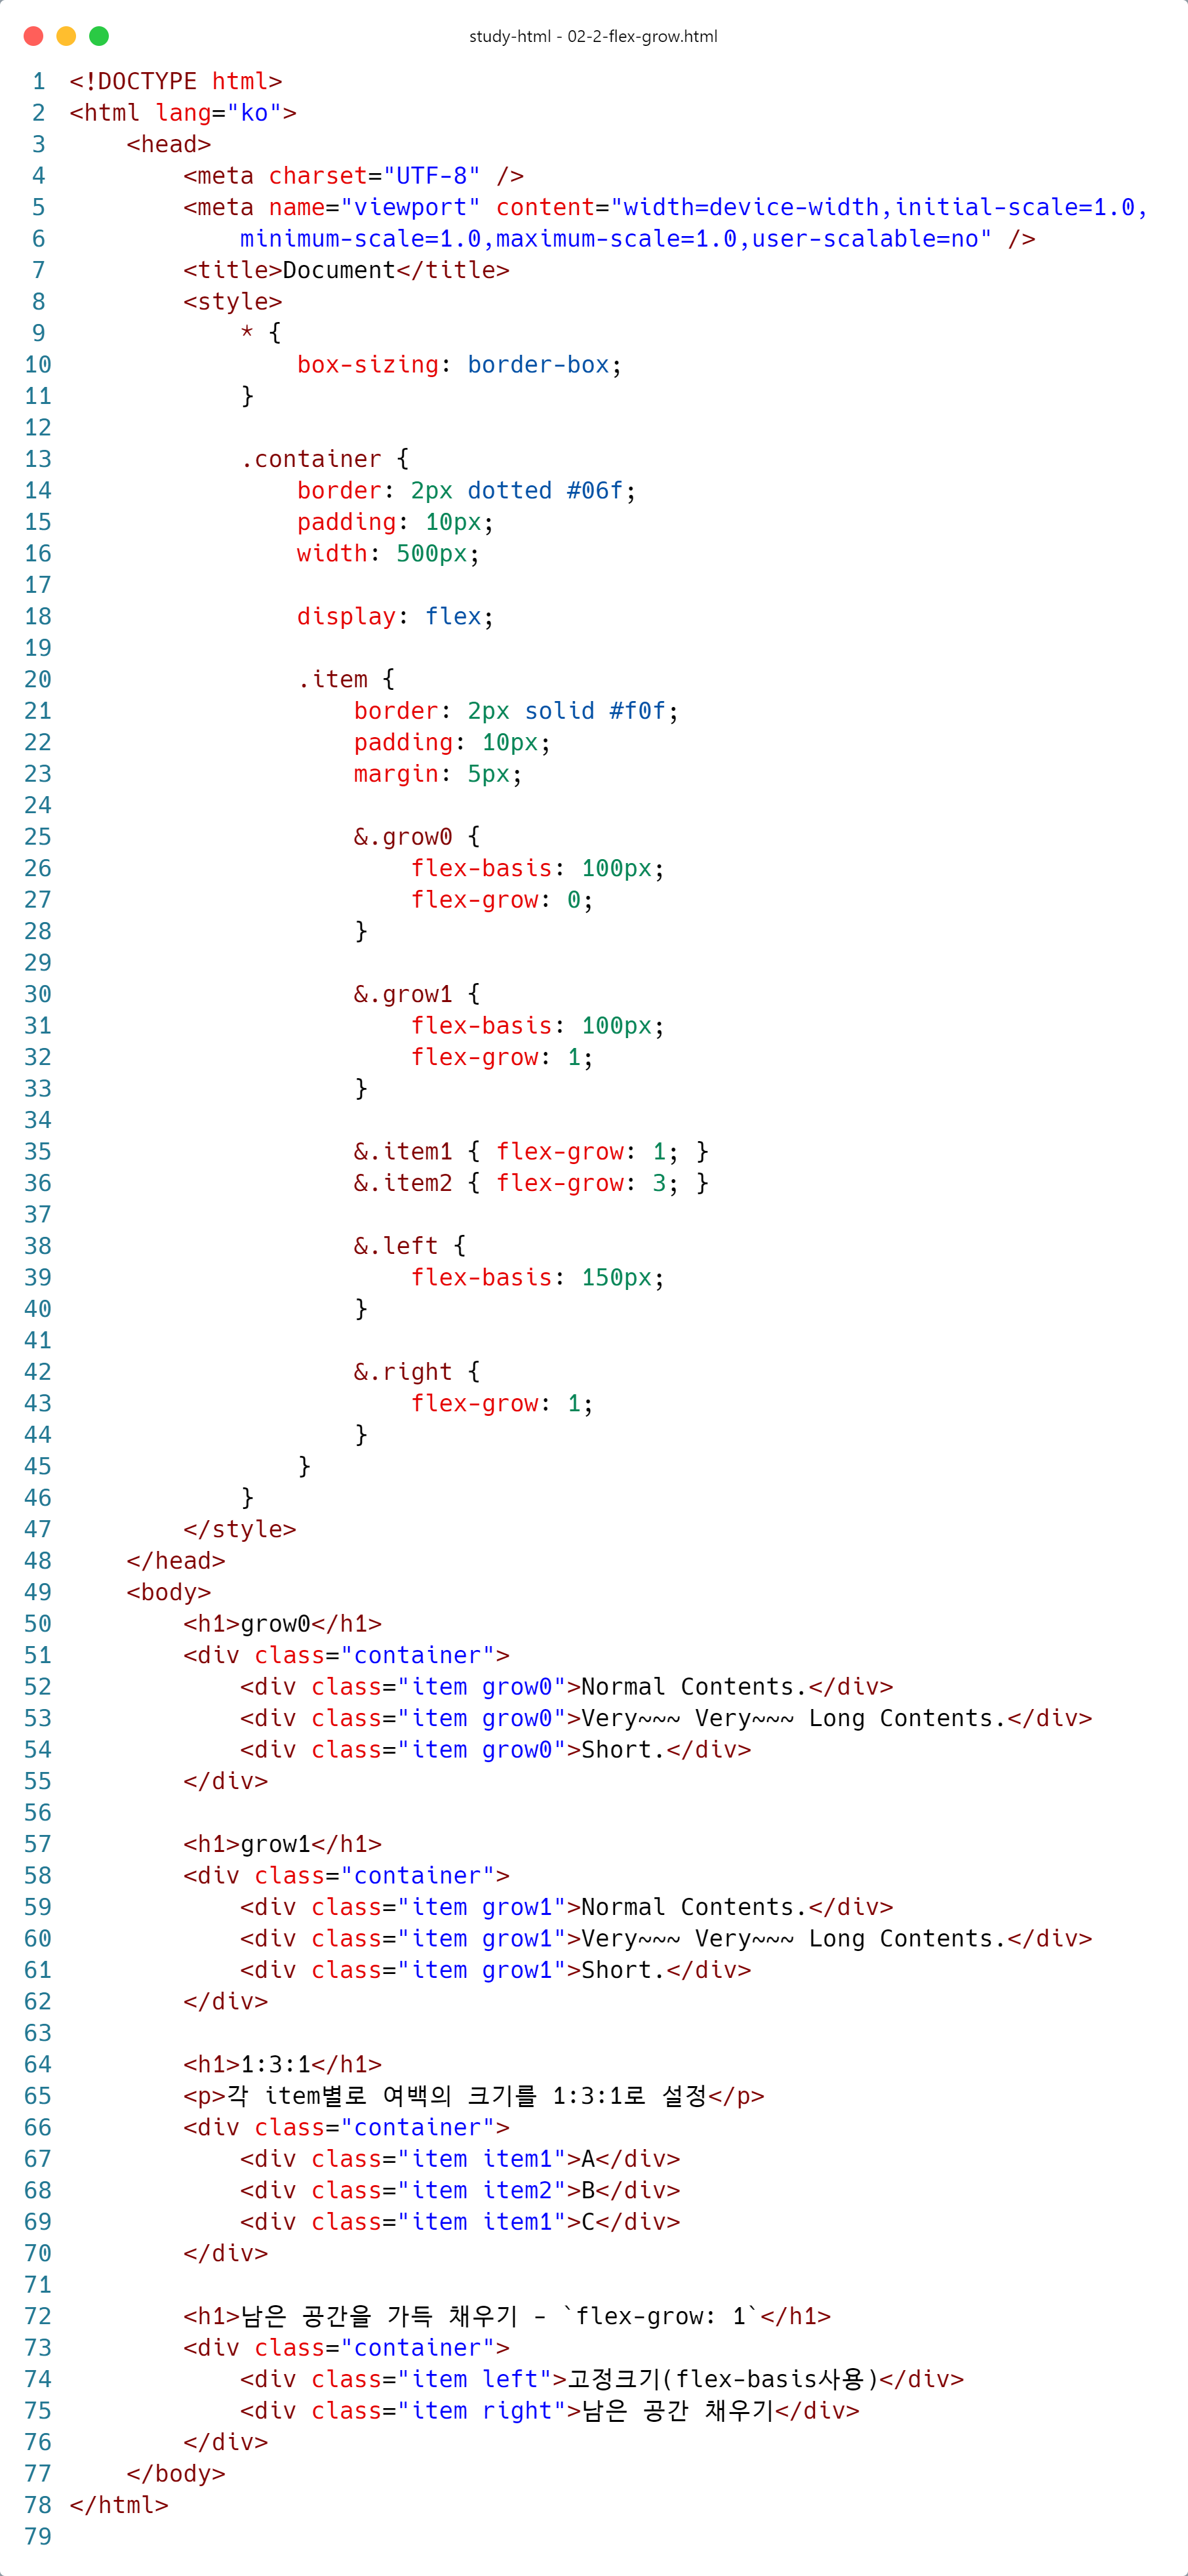 study-html - 02-2-flex-grow.html
1 <!DOCTYPE html>
2 <html lang="ko">
3     <head>
4         <meta charset="UTF-8" />
5         <meta name="viewport" content="width=device-width,initial-scale=1.0,
6             minimum-scale=1.0,maximum-scale=1.0,user-scalable=no" />
7         <title>Document</title>
8         <style>
9             * {
10                 box-sizing: border-box;
11             }
12
13             .container {
14                 border: 2px dotted #06f;
15                 padding: 10px;
16                 width: 500px;
17
18                 display: flex;
19
20                 .item {
21                     border: 2px solid #f0f;
22                     padding: 10px;
23                     margin: 5px;
24
25                     &.grow0 {
26                         flex-basis: 100px;
27                         flex-grow: 0;
28                     }
29
30                     &.grow1 {
31                         flex-basis: 100px;
32                         flex-grow: 1;
33                     }
34
35                     &.item1 { flex-grow: 1; }
36                     &.item2 { flex-grow: 3; }
37
38                     &.left {
39                         flex-basis: 150px;
40                     }
41
42                     &.right {
43                         flex-grow: 1;
44                     }
45                 }
46             }
47         </style>
48     </head>
49     <body>
50         <h1>grow0</h1>
51         <div class="container">
52             <div class="item grow0">Normal Contents.</div>
53             <div class="item grow0">Very~~~ Very~~~ Long Contents.</div>
54             <div class="item grow0">Short.</div>
55         </div>
56
57         <h1>grow1</h1>
58         <div class="container">
59             <div class="item grow1">Normal Contents.</div>
60             <div class="item grow1">Very~~~ Very~~~ Long Contents.</div>
61             <div class="item grow1">Short.</div>
62         </div>
63
64         <h1>1:3:1</h1>
65         <p>각 item별로 여백의 크기를 1:3:1로 설정</p>
66         <div class="container">
67             <div class="item item1">A</div>
68             <div class="item item2">B</div>
69             <div class="item item1">C</div>
70         </div>
71
72         <h1>남은 공간을 가득 채우기 - `flex-grow: 1`</h1>
73         <div class="container">
74             <div class="item left">고정크기(flex-basis사용)</div>
75             <div class="item right">남은 공간 채우기</div>
76         </div>
77     </body>
78 </html>
79